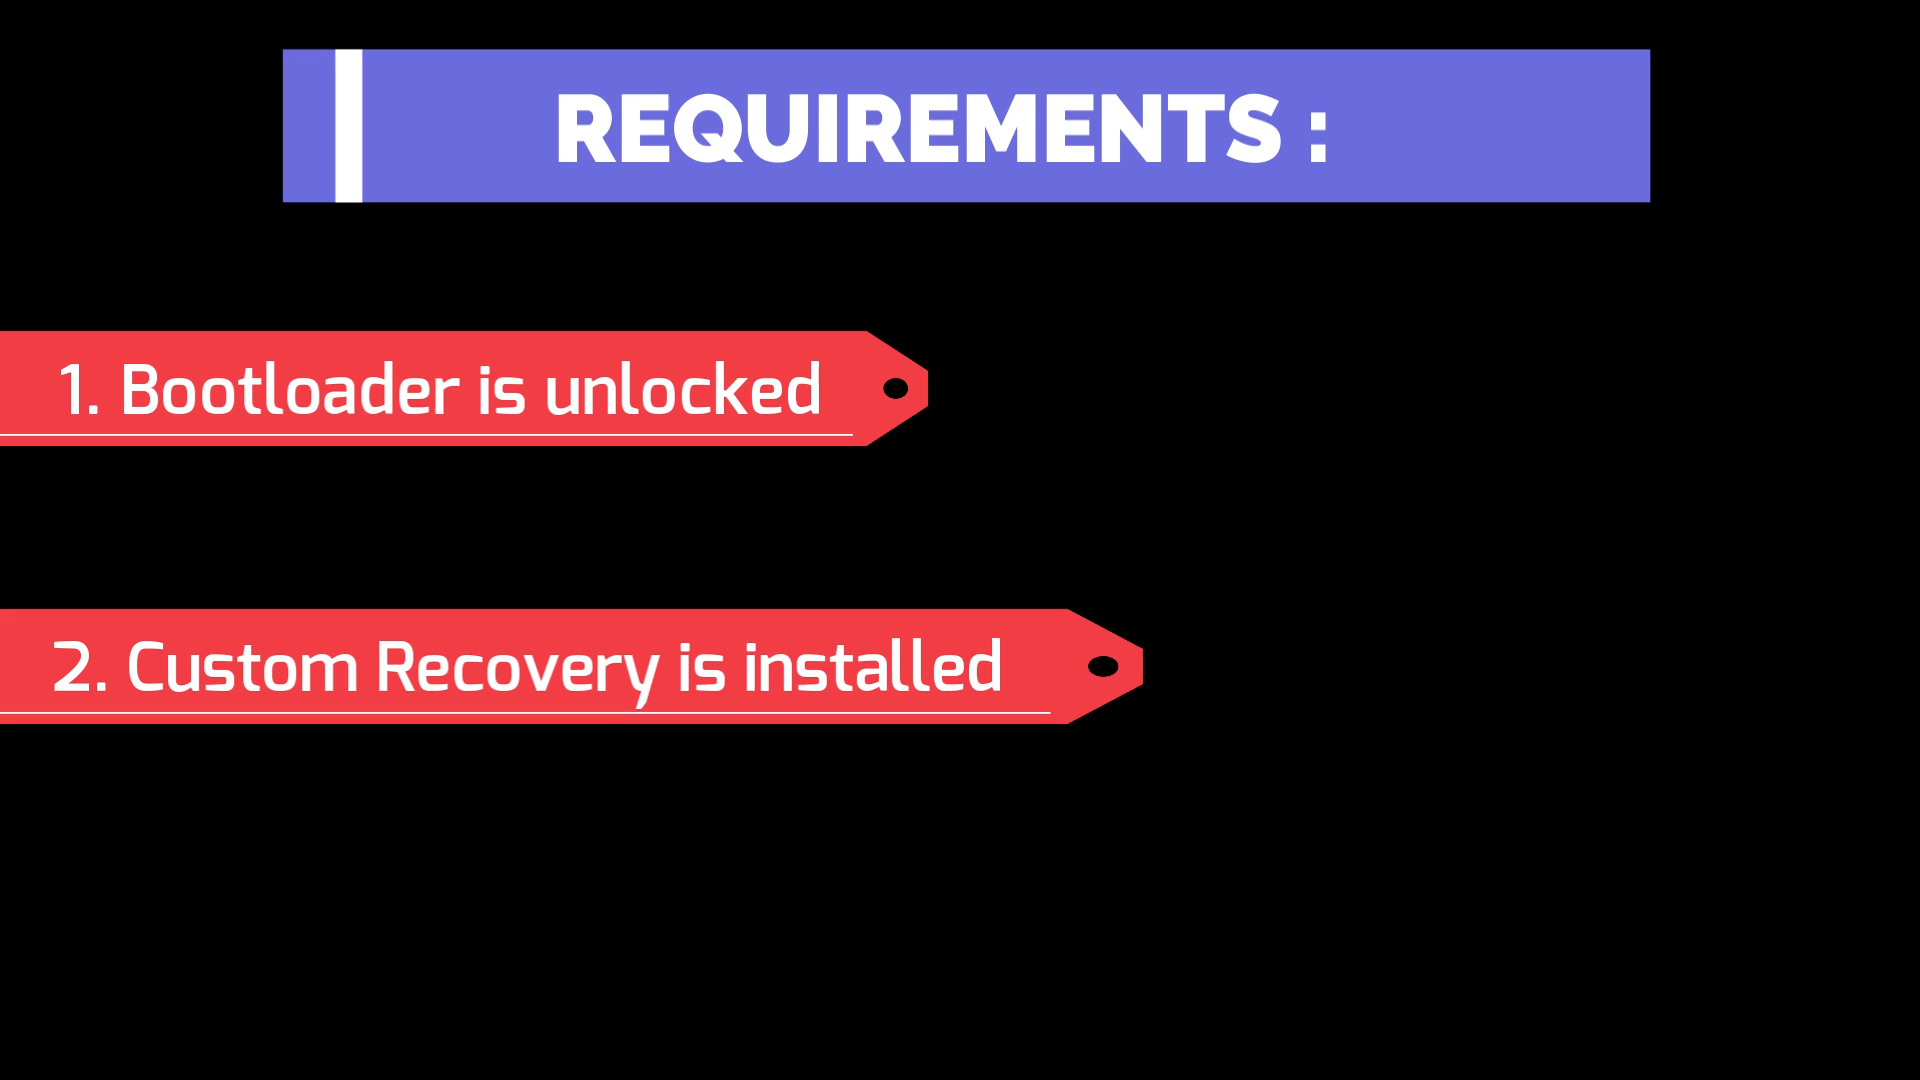 REQUIREMENTS :
1. Bootloader is unlocked
2. Custom Recovery is installed